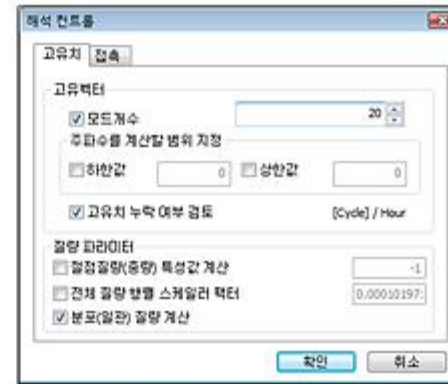 해석 컨트롤
고유치 접촉
고유벡터
모드개수 20
주파수를 계산할 범위 지정
하한값 0 상한값 0
고유치 누락 여부 검토 [Cycle] / Hour
질량 파라미터
절점질량(중량) 특성값 계산 -1
전체 질량 행렬 스케일러 팩터 0.00010197
분포(일관) 질량 계산
확인 취소